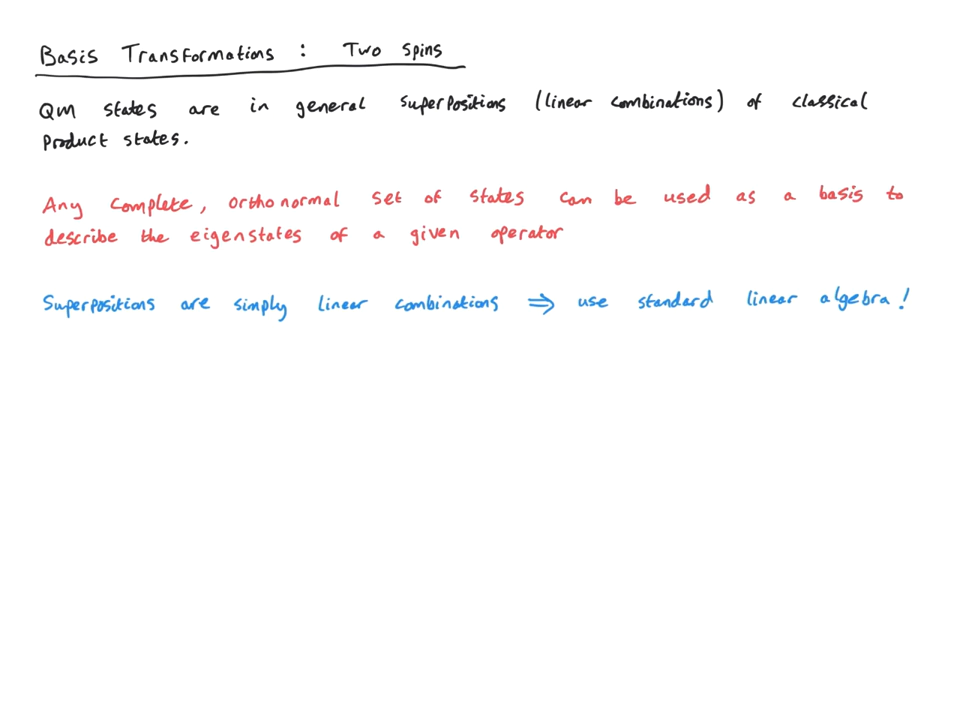 Basis Transformations : Two Spins
QM states are in general superpositions (linear combinations) of classical
product states.
Any complete, orthonormal set of states can be used as a basis to
describe the eigenstates of a given operator
Superpositions are simply linear combinations ⇒ use standard linear algebra!